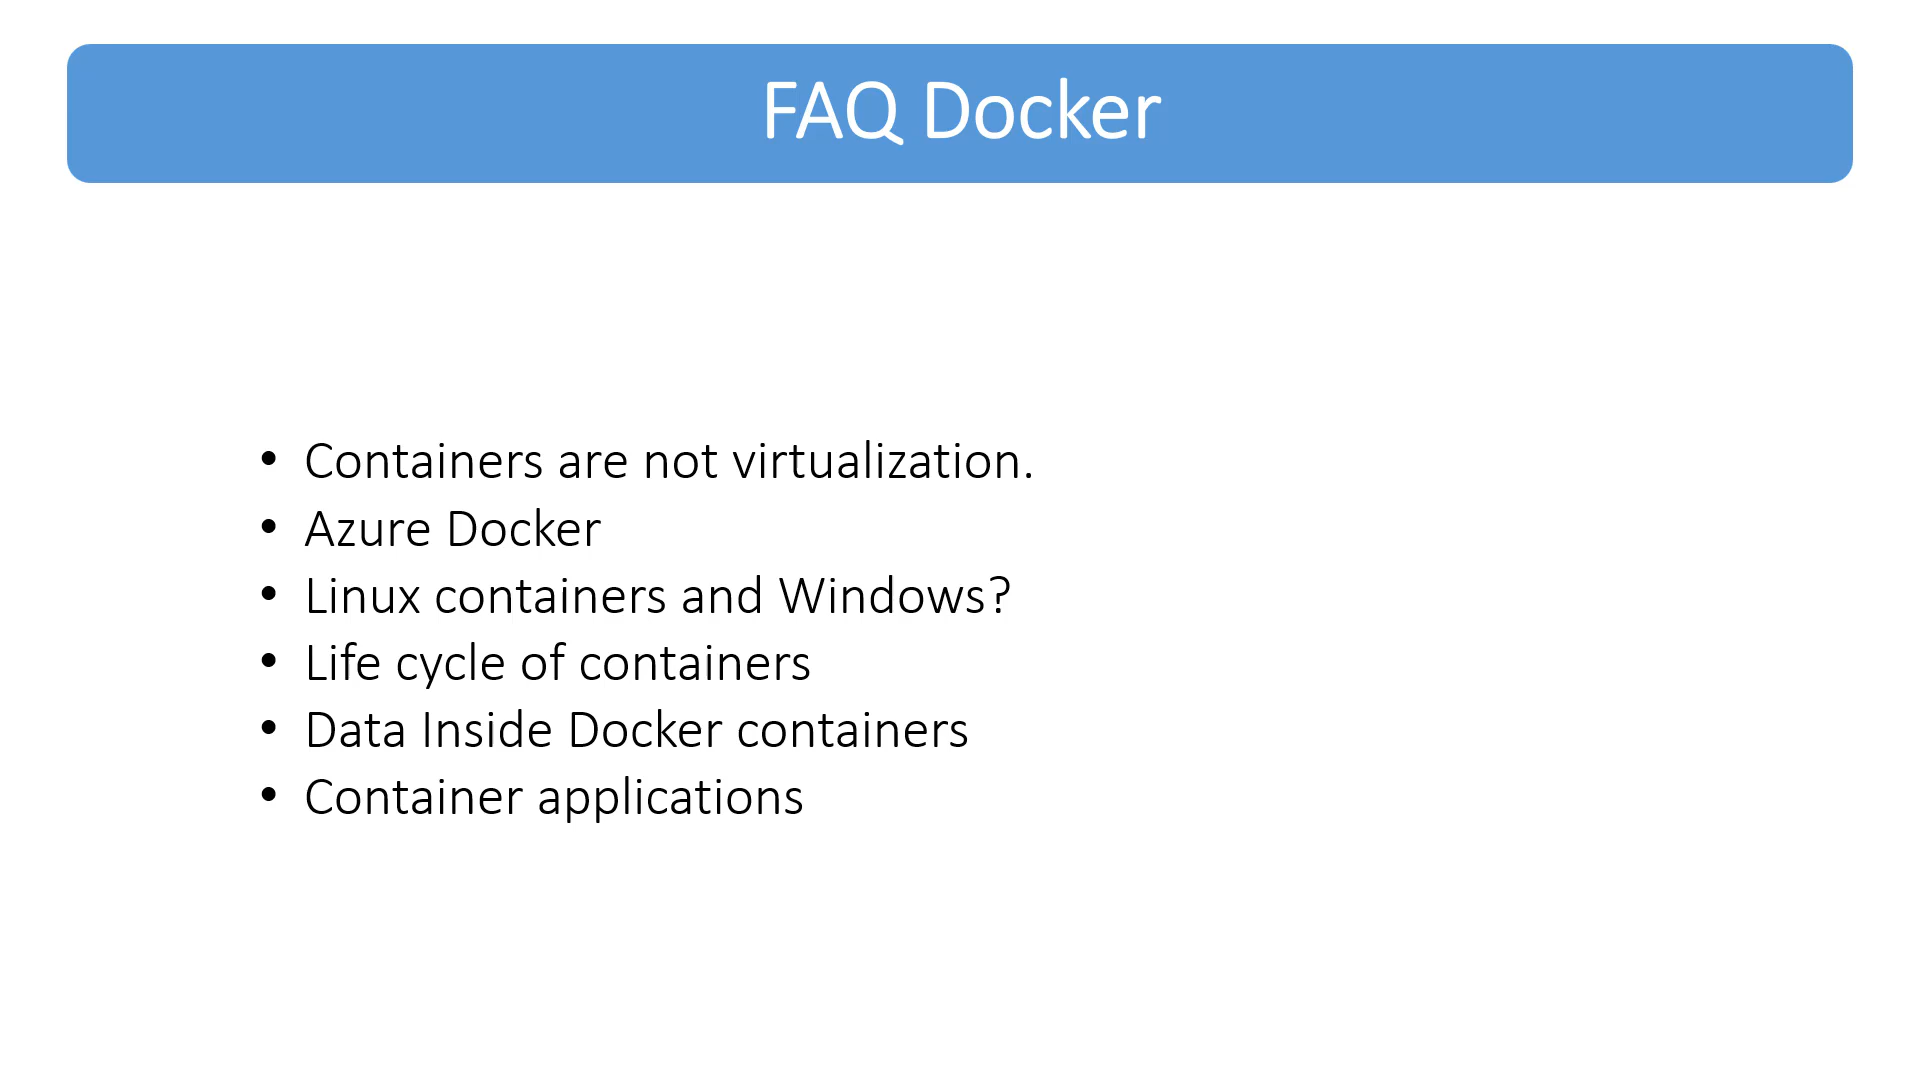 FAQ Docker
• Containers are not virtualization.
• Azure Docker
• Linux containers and Windows?
• Life cycle of containers
• Data Inside Docker containers
• Container applications